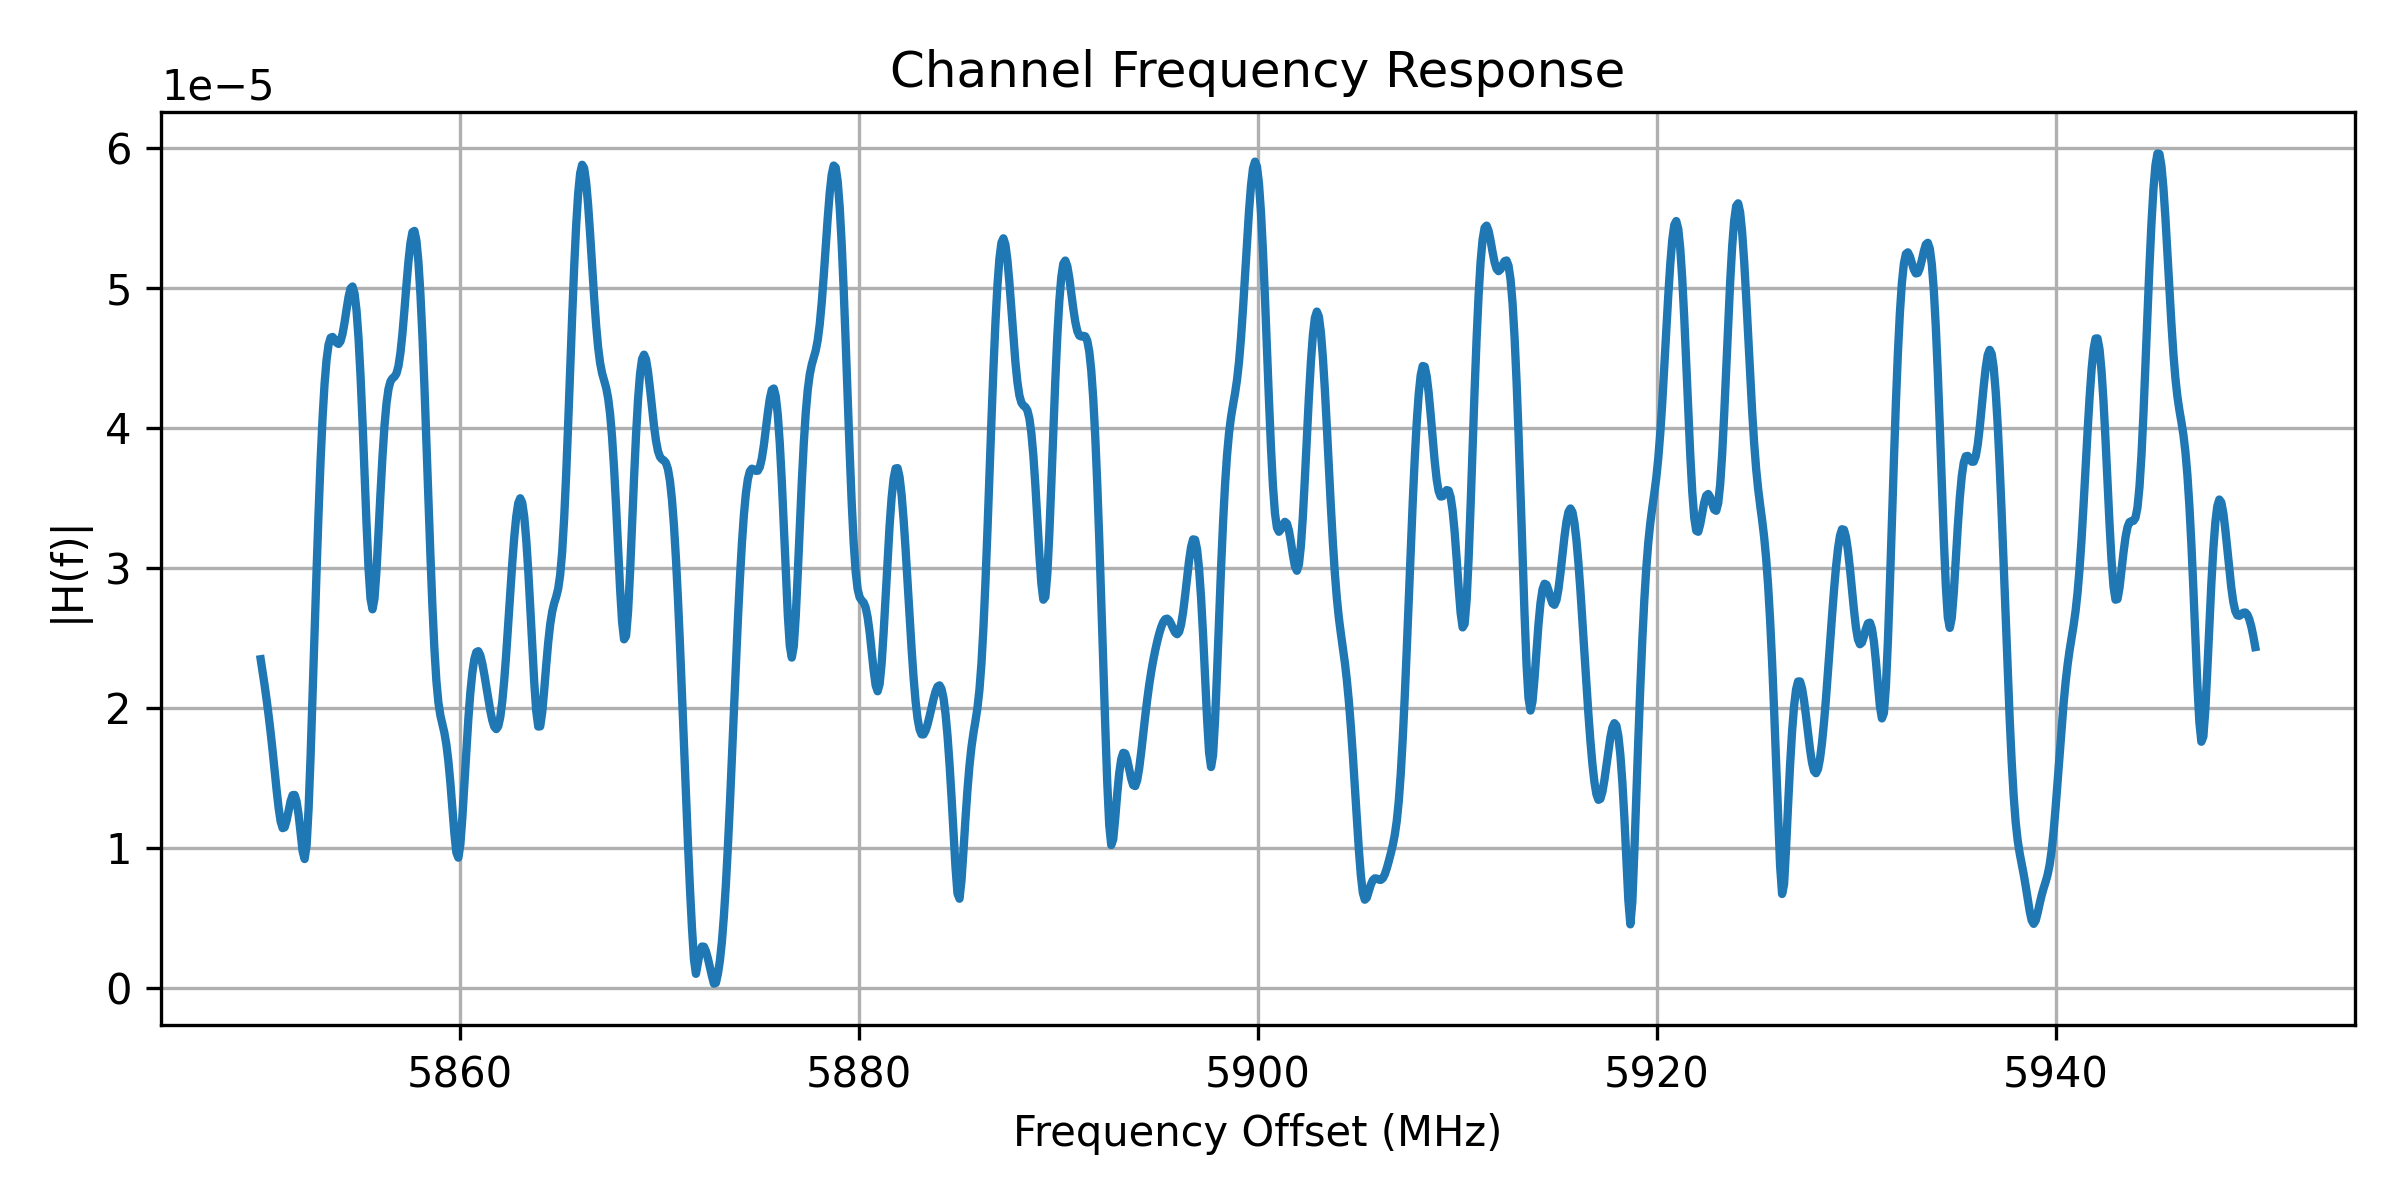 Channel Frequency Response
1e−5
6
5
4
3
2
1
0
|H(f)|
5860 5880 5900 5920 5940
Frequency Offset (MHz)